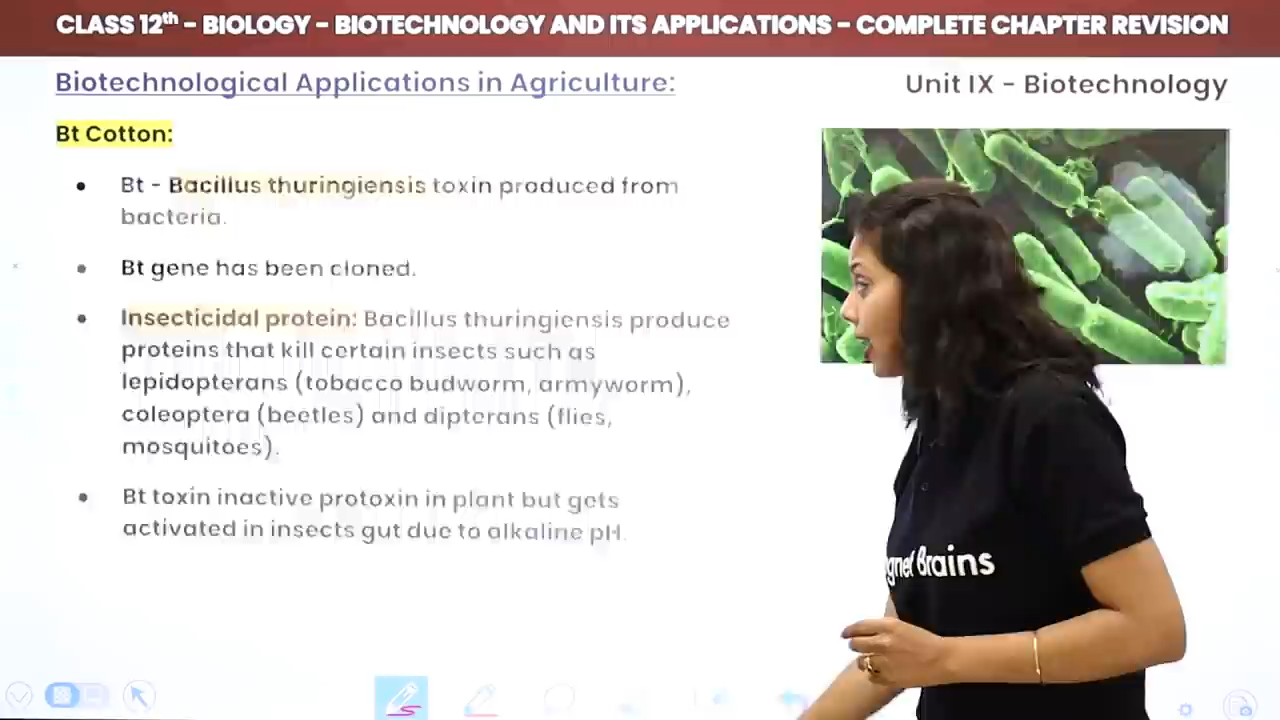 CLASS 12th - BIOLOGY - BIOTECHNOLOGY AND ITS APPLICATIONS - COMPLETE CHAPTER REVISION
Biotechnological Applications in Agriculture:
Unit IX - Biotechnology
Bt Cotton:
• Bt - Bacillus thuringiensis toxin produced from
bacteria.
• Bt gene has been cloned.
• Insecticidal protein: Bacillus thuringiensis produce
proteins that kill certain insects such as
lepidopterans (tobacco budworm, armyworm),
coleoptera (beetles) and dipterans (flies,
mosquitoes).
• Bt toxin inactive protoxin in plant but gets
activated in insects gut due to alkaline pH.
gnet Brains